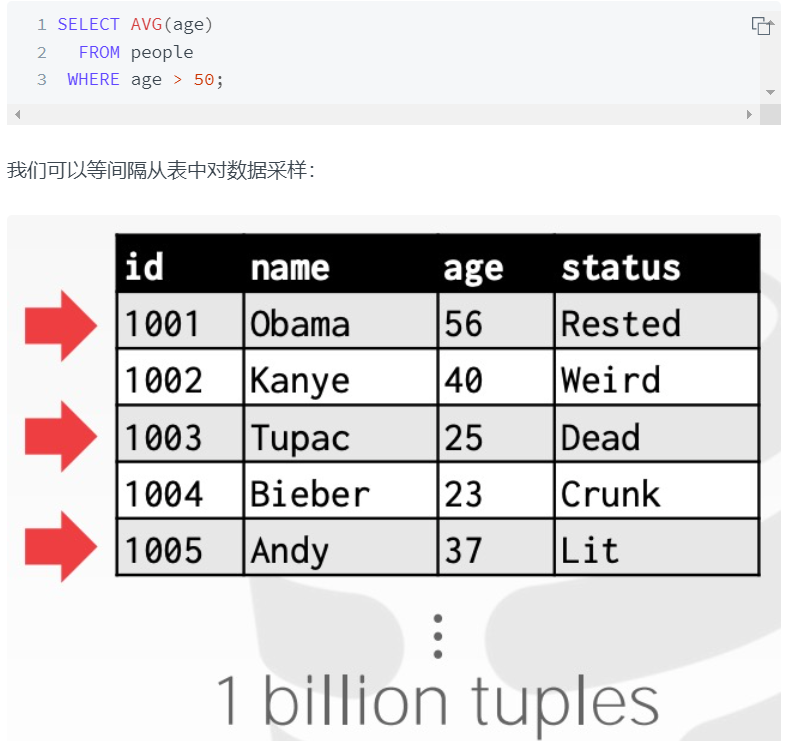 1 SELECT AVG(age)
2 FROM people
3 WHERE age > 50;
我们可以等间隔从表中对数据采样：
id name age status
1001 Obama 56 Rested
1002 Kanye 40 Weird
1003 Tupac 25 Dead
1004 Bieber 23 Crunk
1005 Andy 37 Lit
⋮
1 billion tuples